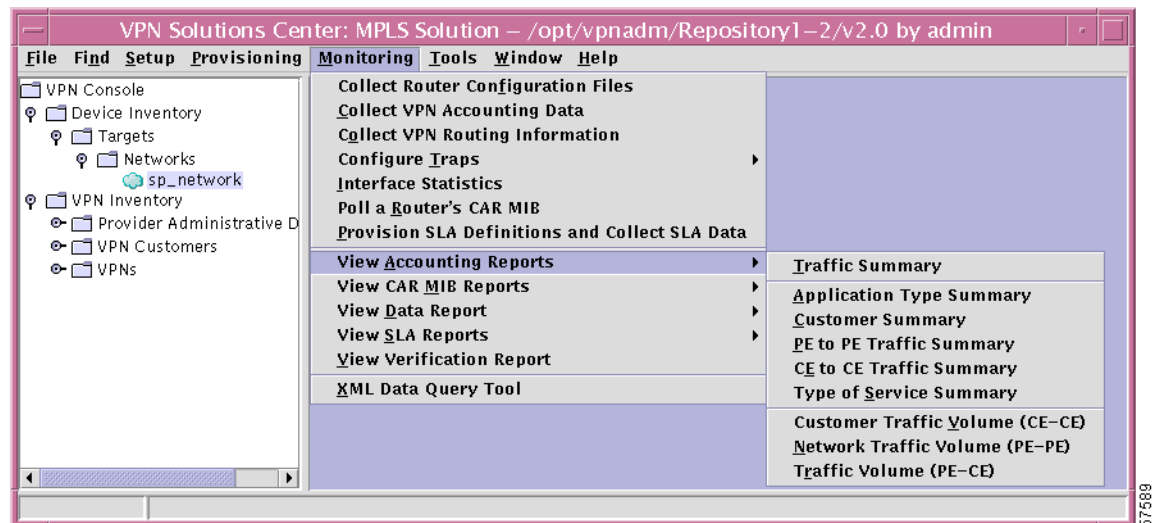 VPN Solutions Center: MPLS Solution – /opt/vpnadm/Repository1–2/v2.0 by admin
File Find Setup Provisioning Monitoring Tools Window Help
VPN Console
Device Inventory
Targets
Networks
sp_network
VPN Inventory
Provider Administrative D
VPN Customers
VPNs
Collect Router Configuration Files
Collect VPN Accounting Data
Collect VPN Routing Information
Configure Traps
Interface Statistics
Poll a Router's CAR MIB
Provision SLA Definitions and Collect SLA Data
View Accounting Reports
View CAR MIB Reports
View Data Report
View SLA Reports
View Verification Report
XML Data Query Tool
Traffic Summary
Application Type Summary
Customer Summary
PE to PE Traffic Summary
CE to CE Traffic Summary
Type of Service Summary
Customer Traffic Volume (CE–CE)
Network Traffic Volume (PE–PE)
Traffic Volume (PE–CE)